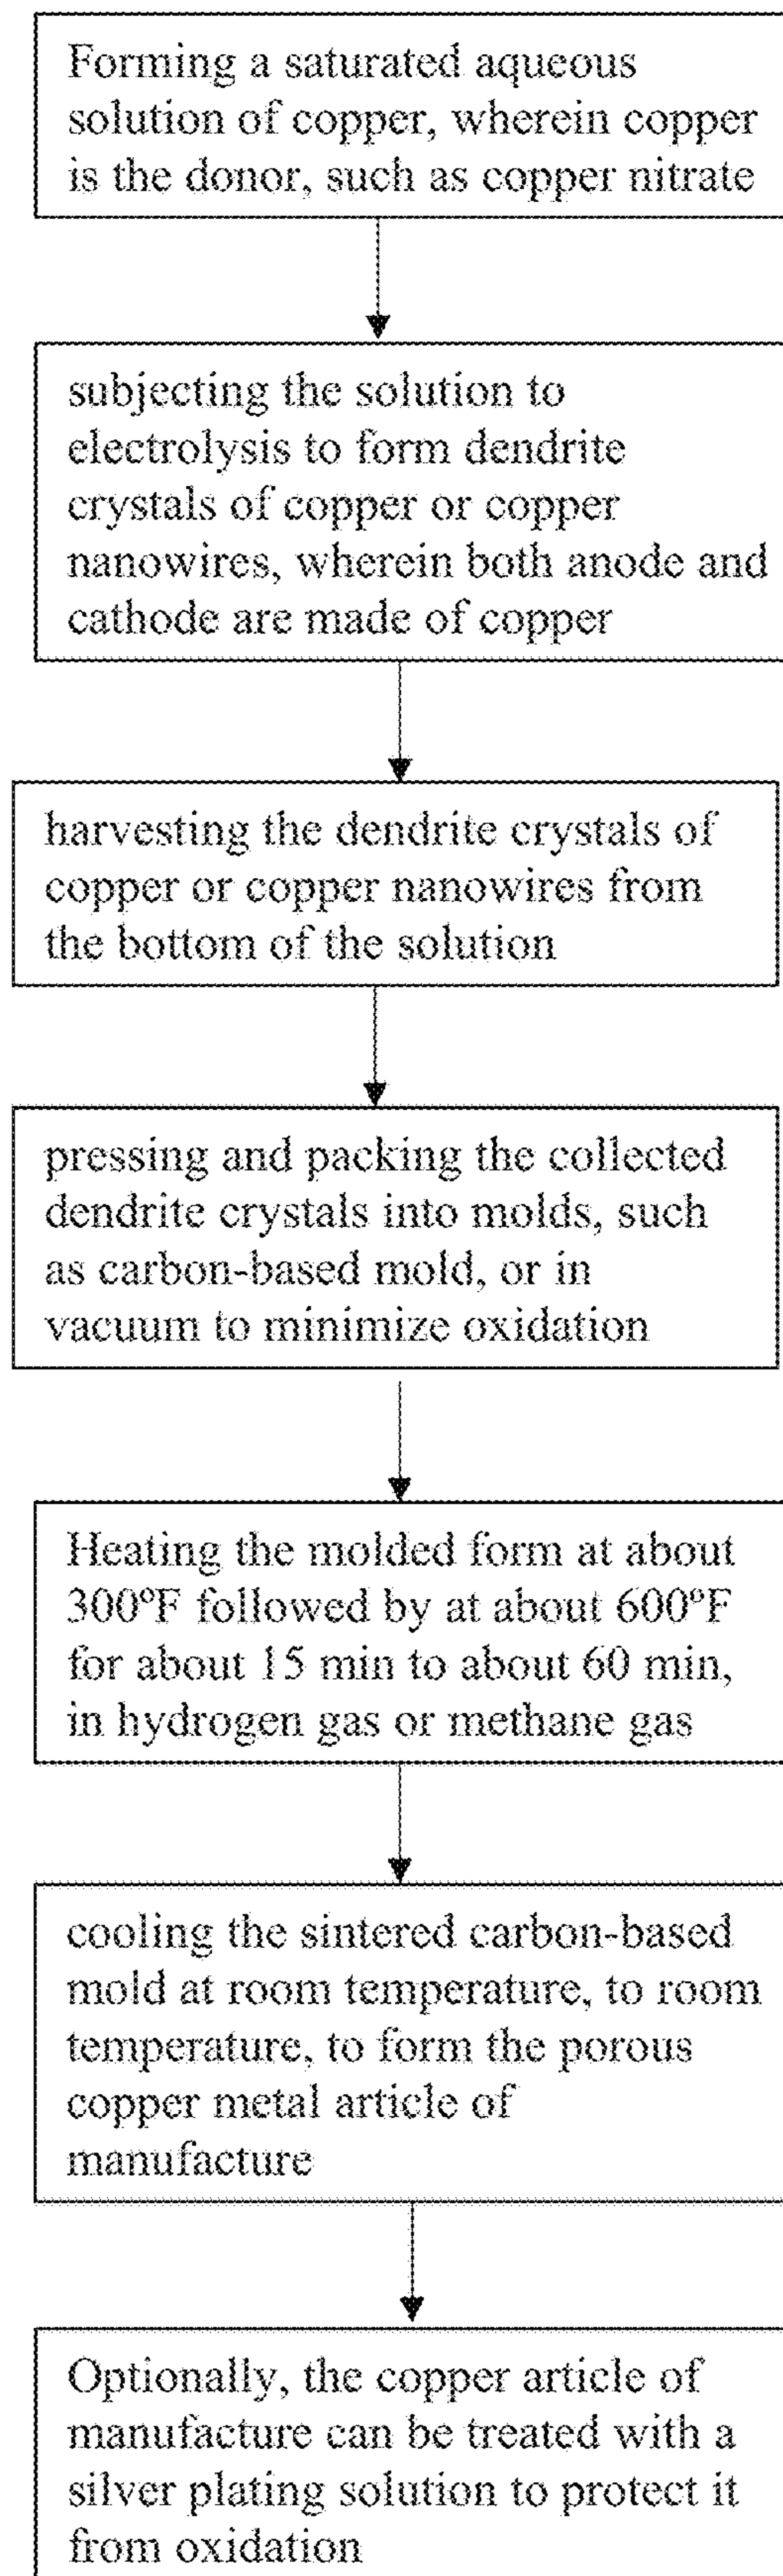 Forming a saturated aqueous
solution of copper, wherein copper
is the donor, such as copper nitrate
subjecting the solution to
electrolysis to form dendrite
crystals of copper or copper
nanowires, wherein both anode and
cathode are made of copper
harvesting the dendrite crystals of
copper or copper nanowires from
the bottom of the solution
pressing and packing the collected
dendrite crystals into molds, such
as carbon-based mold, or in
vacuum to minimize oxidation
Heating the molded form at about
300ºF followed by at about 600ºF
for about 15 min to about 60 min,
in hydrogen gas or methane gas
cooling the sintered carbon-based
mold at room temperature, to room
temperature, to form the porous
copper metal article of
manufacture
Optionally, the copper article of
manufacture can be treated with a
silver plating solution to protect it
from oxidation